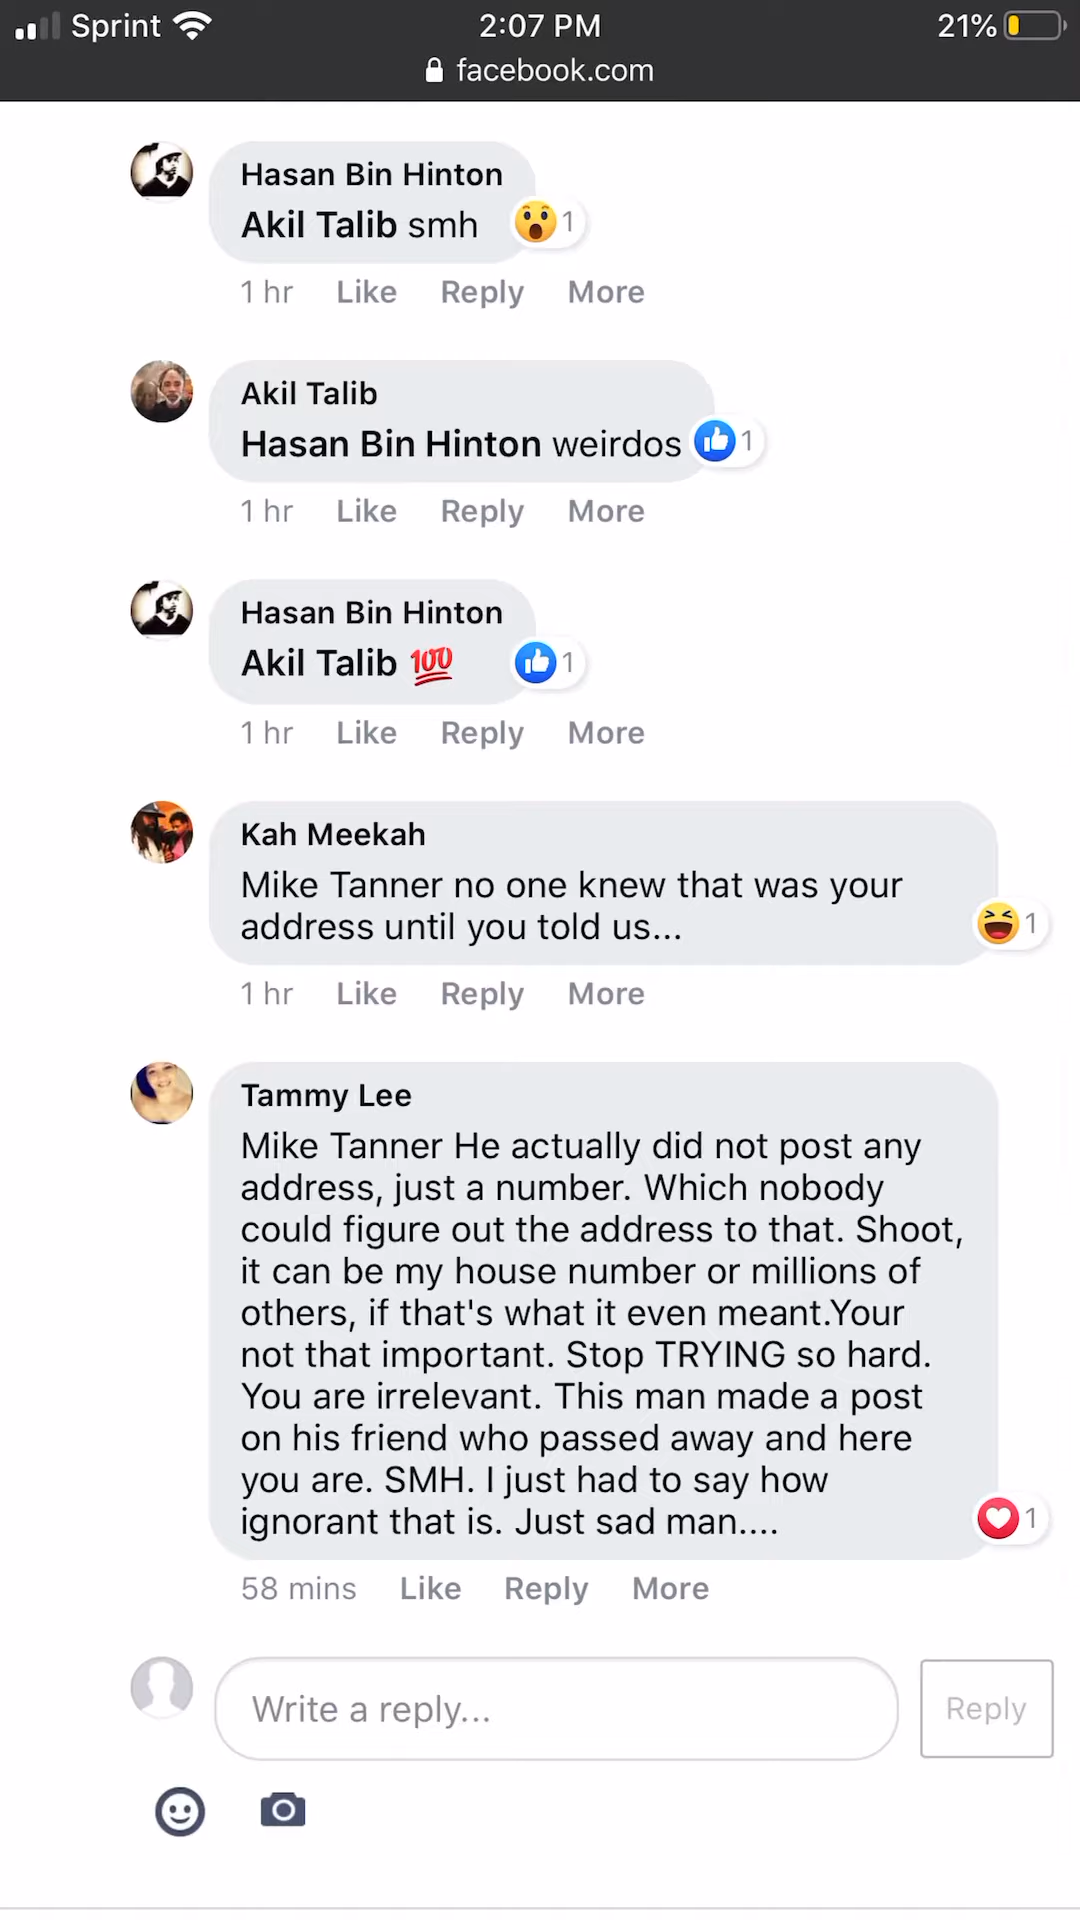 Sprint 2:07 PM 21%
facebook.com
Hasan Bin Hinton
Akil Talib smh 😮 1
1 hr Like Reply More
Akil Talib
Hasan Bin Hinton weirdos 👍 1
1 hr Like Reply More
Hasan Bin Hinton
Akil Talib 💯 👍 1
1 hr Like Reply More
Kah Meekah
Mike Tanner no one knew that was your
address until you told us... 😆 1
1 hr Like Reply More
Tammy Lee
Mike Tanner He actually did not post any
address, just a number. Which nobody
could figure out the address to that. Shoot,
it can be my house number or millions of
others, if that's what it even meant.Your
not that important. Stop TRYING so hard.
You are irrelevant. This man made a post
on his friend who passed away and here
you are. SMH. I just had to say how
ignorant that is. Just sad man.... ❤️ 1
58 mins Like Reply More
Write a reply... Reply